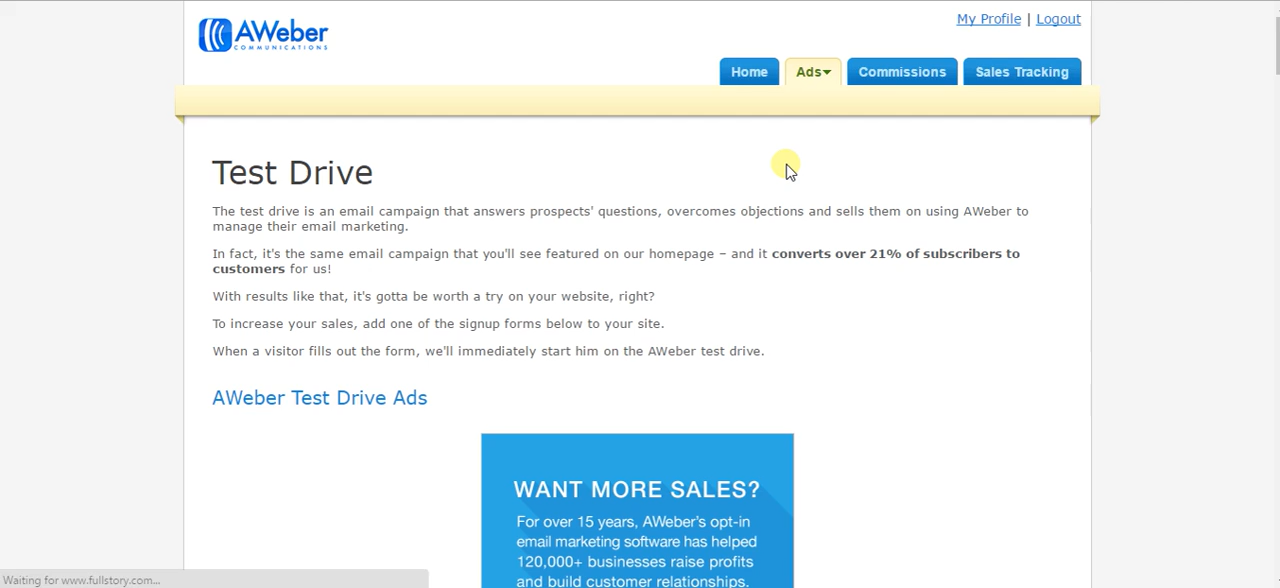 My Profile | Logout
AWeber
COMMUNICATIONS
Home Ads Commissions Sales Tracking
Test Drive
The test drive is an email campaign that answers prospects' questions, overcomes objections and sells them on using AWeber to
manage their email marketing.
In fact, it's the same email campaign that you'll see featured on our homepage – and it converts over 21% of subscribers to
customers for us!
With results like that, it's gotta be worth a try on your website, right?
To increase your sales, add one of the signup forms below to your site.
When a visitor fills out the form, we'll immediately start him on the AWeber test drive.
AWeber Test Drive Ads
WANT MORE SALES?
For over 15 years, AWeber's opt-in
email marketing software has helped
120,000+ businesses raise profits
and build customer relationships.
Waiting for www.fullstory.com...